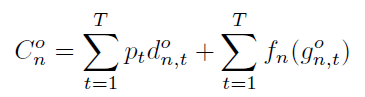 $C_n^o = \sum_{t=1}^{T} p_t d_{n,t}^o + \sum_{t=1}^{T} f_n(g_{n,t}^o)$